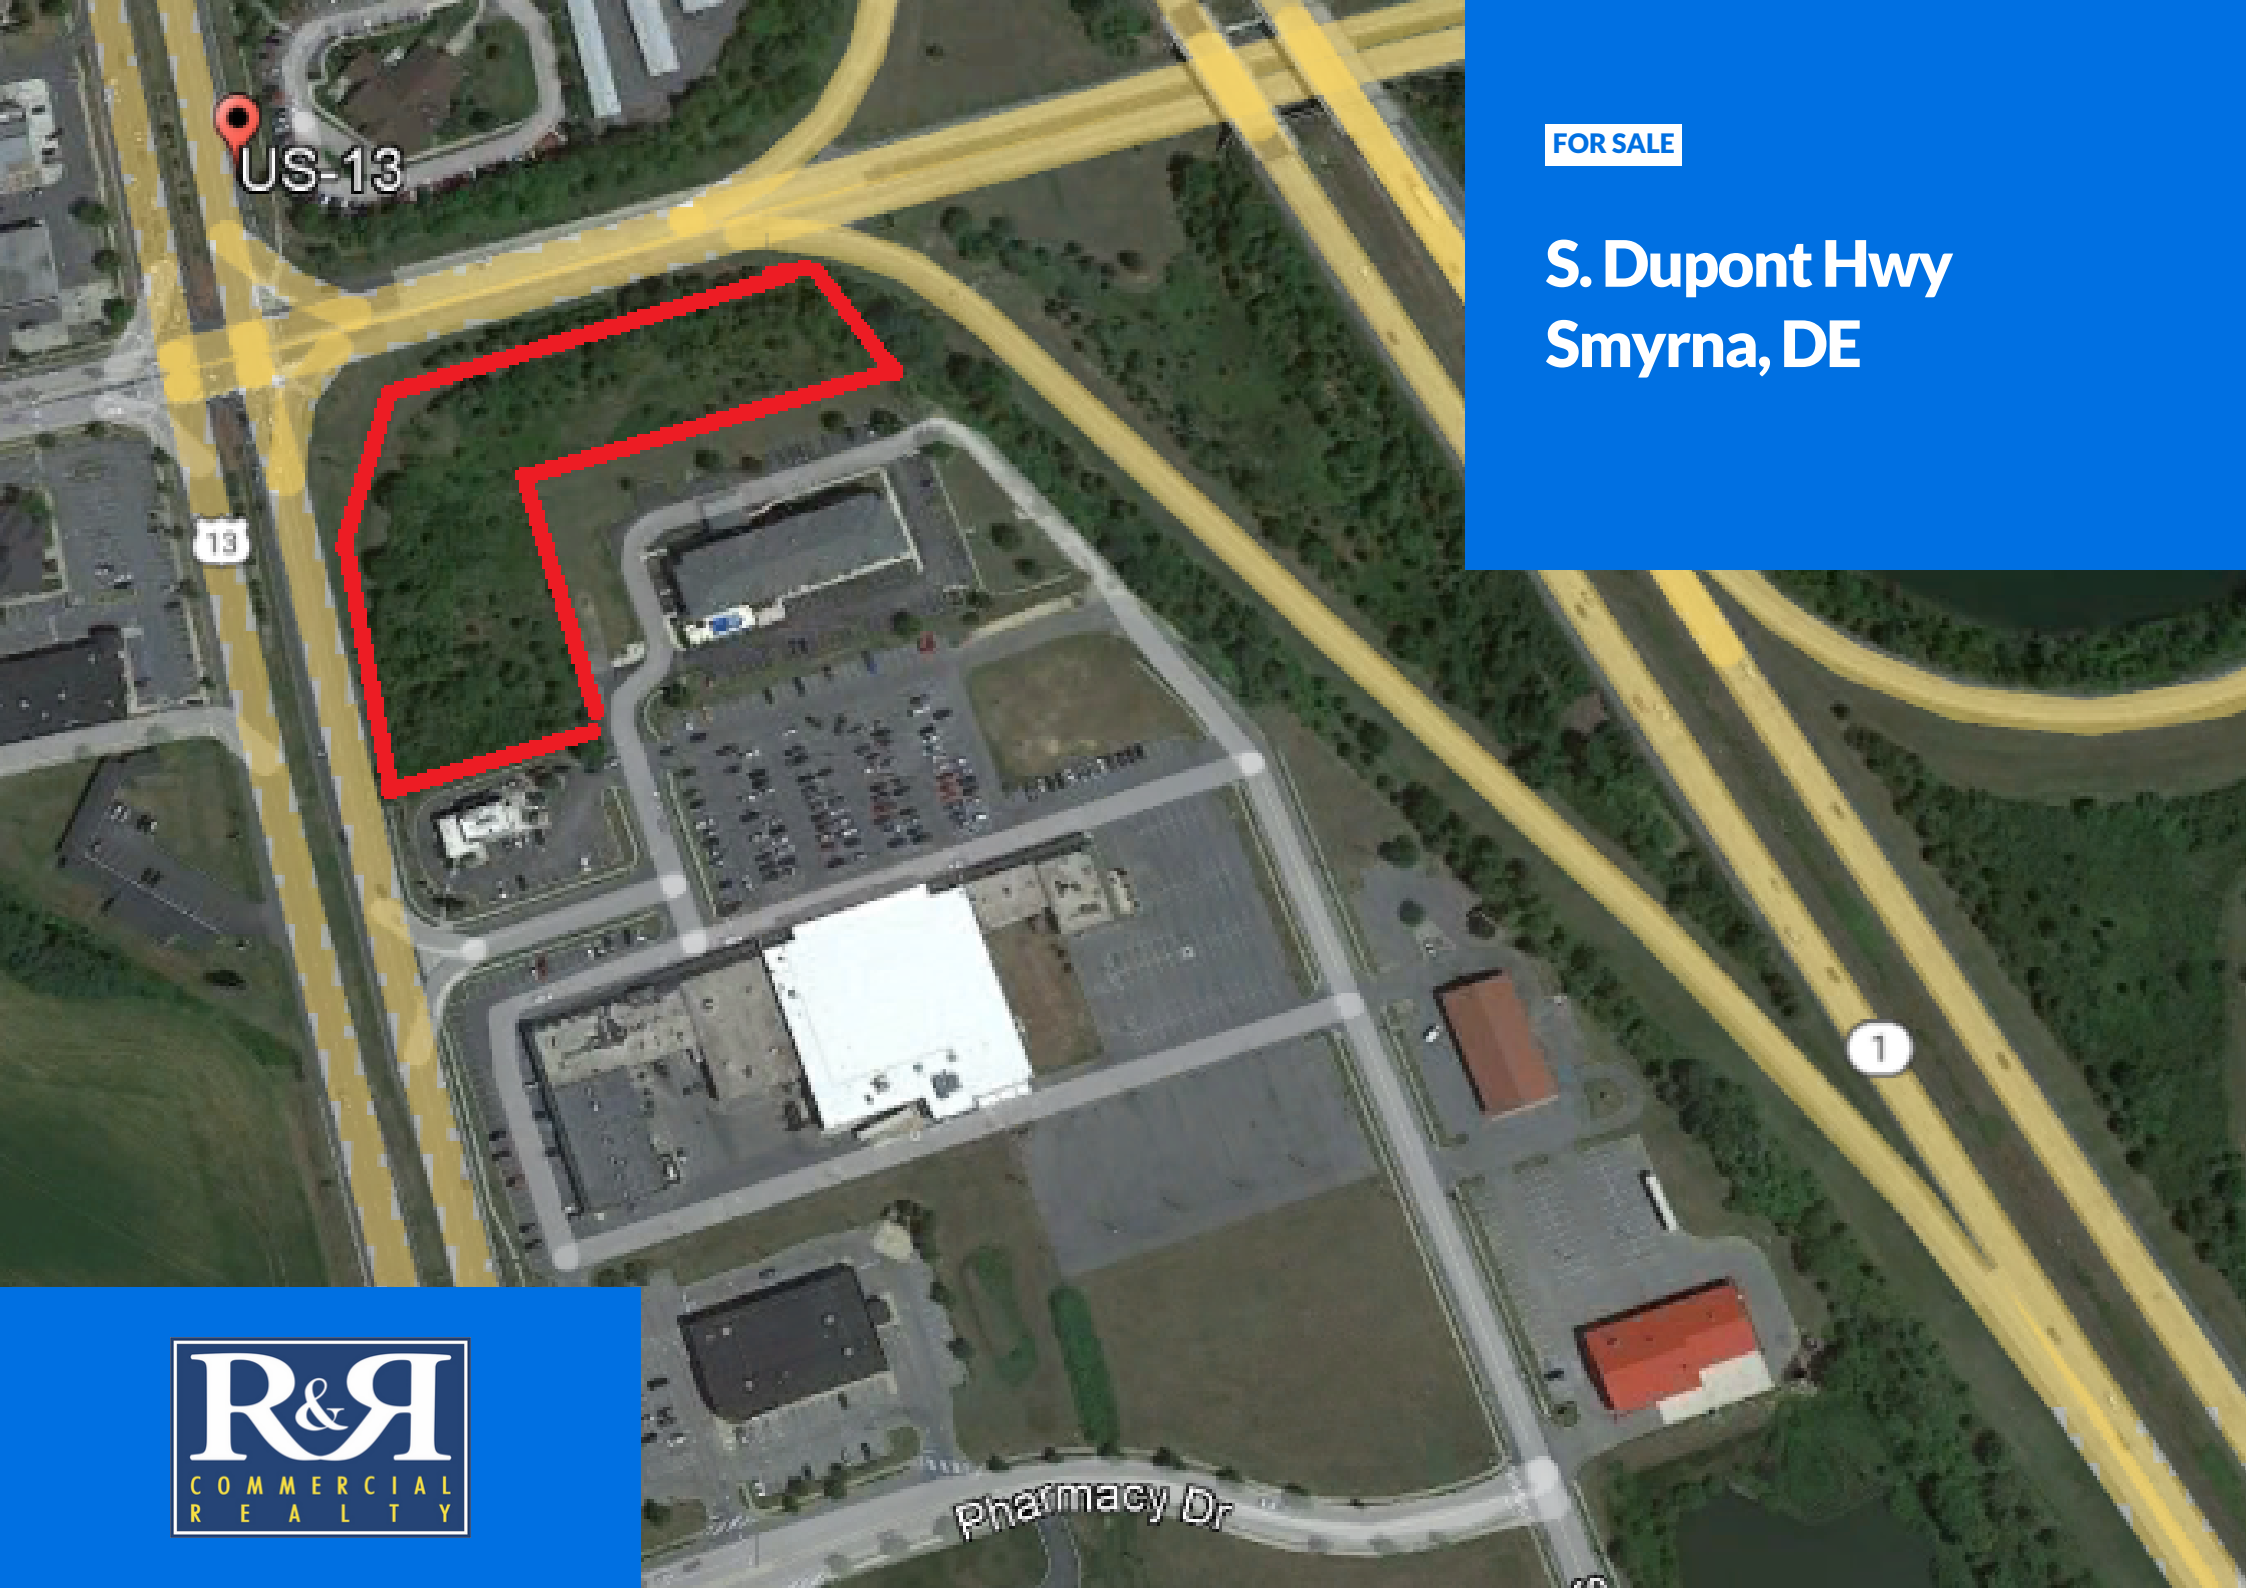 US-13
FOR SALE
S. Dupont Hwy
Smyrna, DE
13
1
R&R
COMMERCIAL
REALTY
Pharmacy Dr